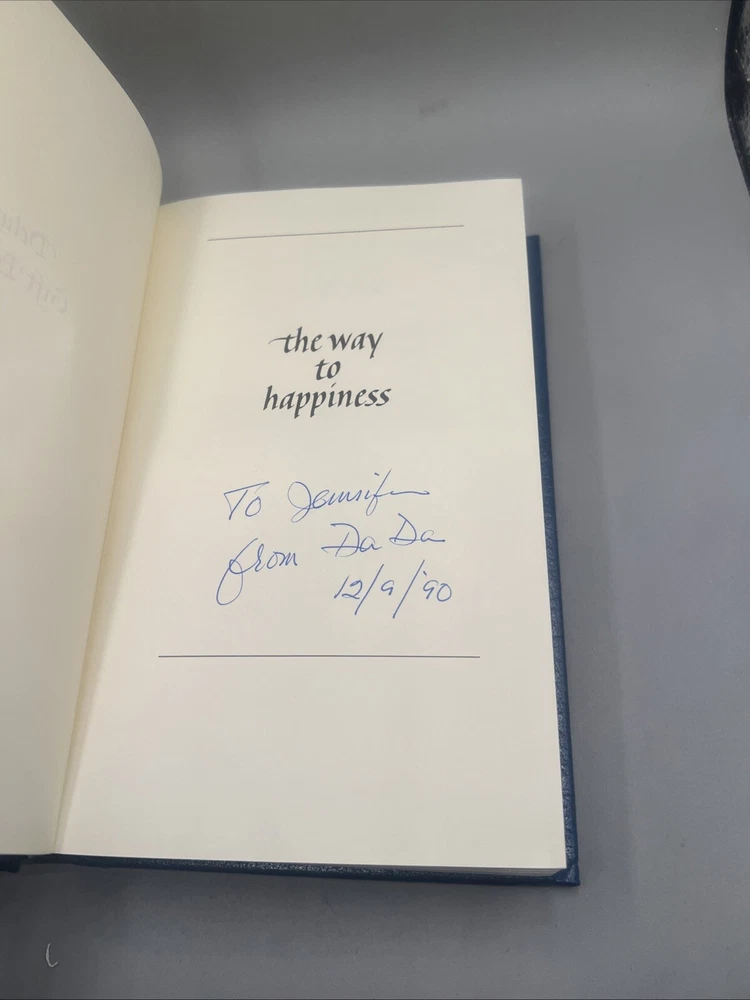 the way
to
happiness
To Jennifer
from Da Da
12/9/'90